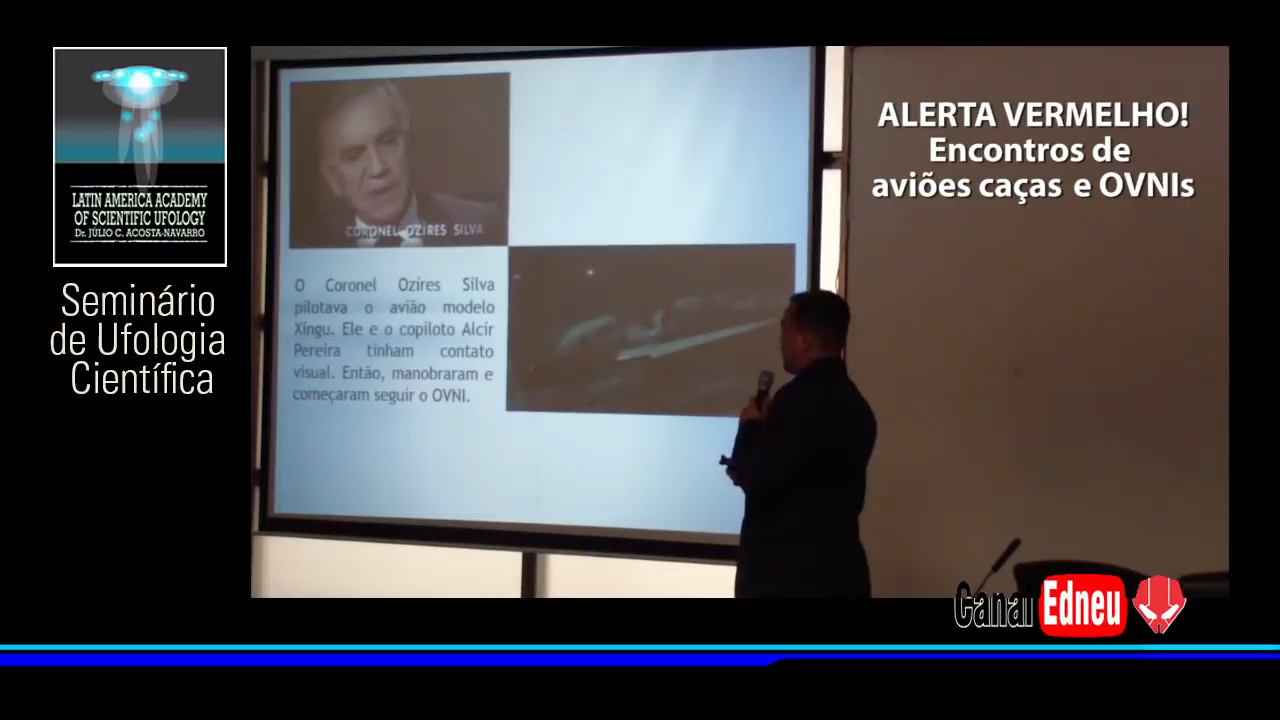 LATIN AMERICA ACADEMY
OF SCIENTIFIC UFOLOGY
Dr. JÚLIO C. ACOSTA-NAVARRO
Seminário
de Ufologia
Científica
CORONEL OZÍRES SILVA
O Coronel Ozires Silva
pilotava o avião modelo
Xingu. Ele e o copiloto Alcir
Pereira tinham contato
visual. Então, manobraram e
começaram seguir o OVNI.
ALERTA VERMELHO!
Encontros de
aviões caças e OVNIs
Canal Edneu